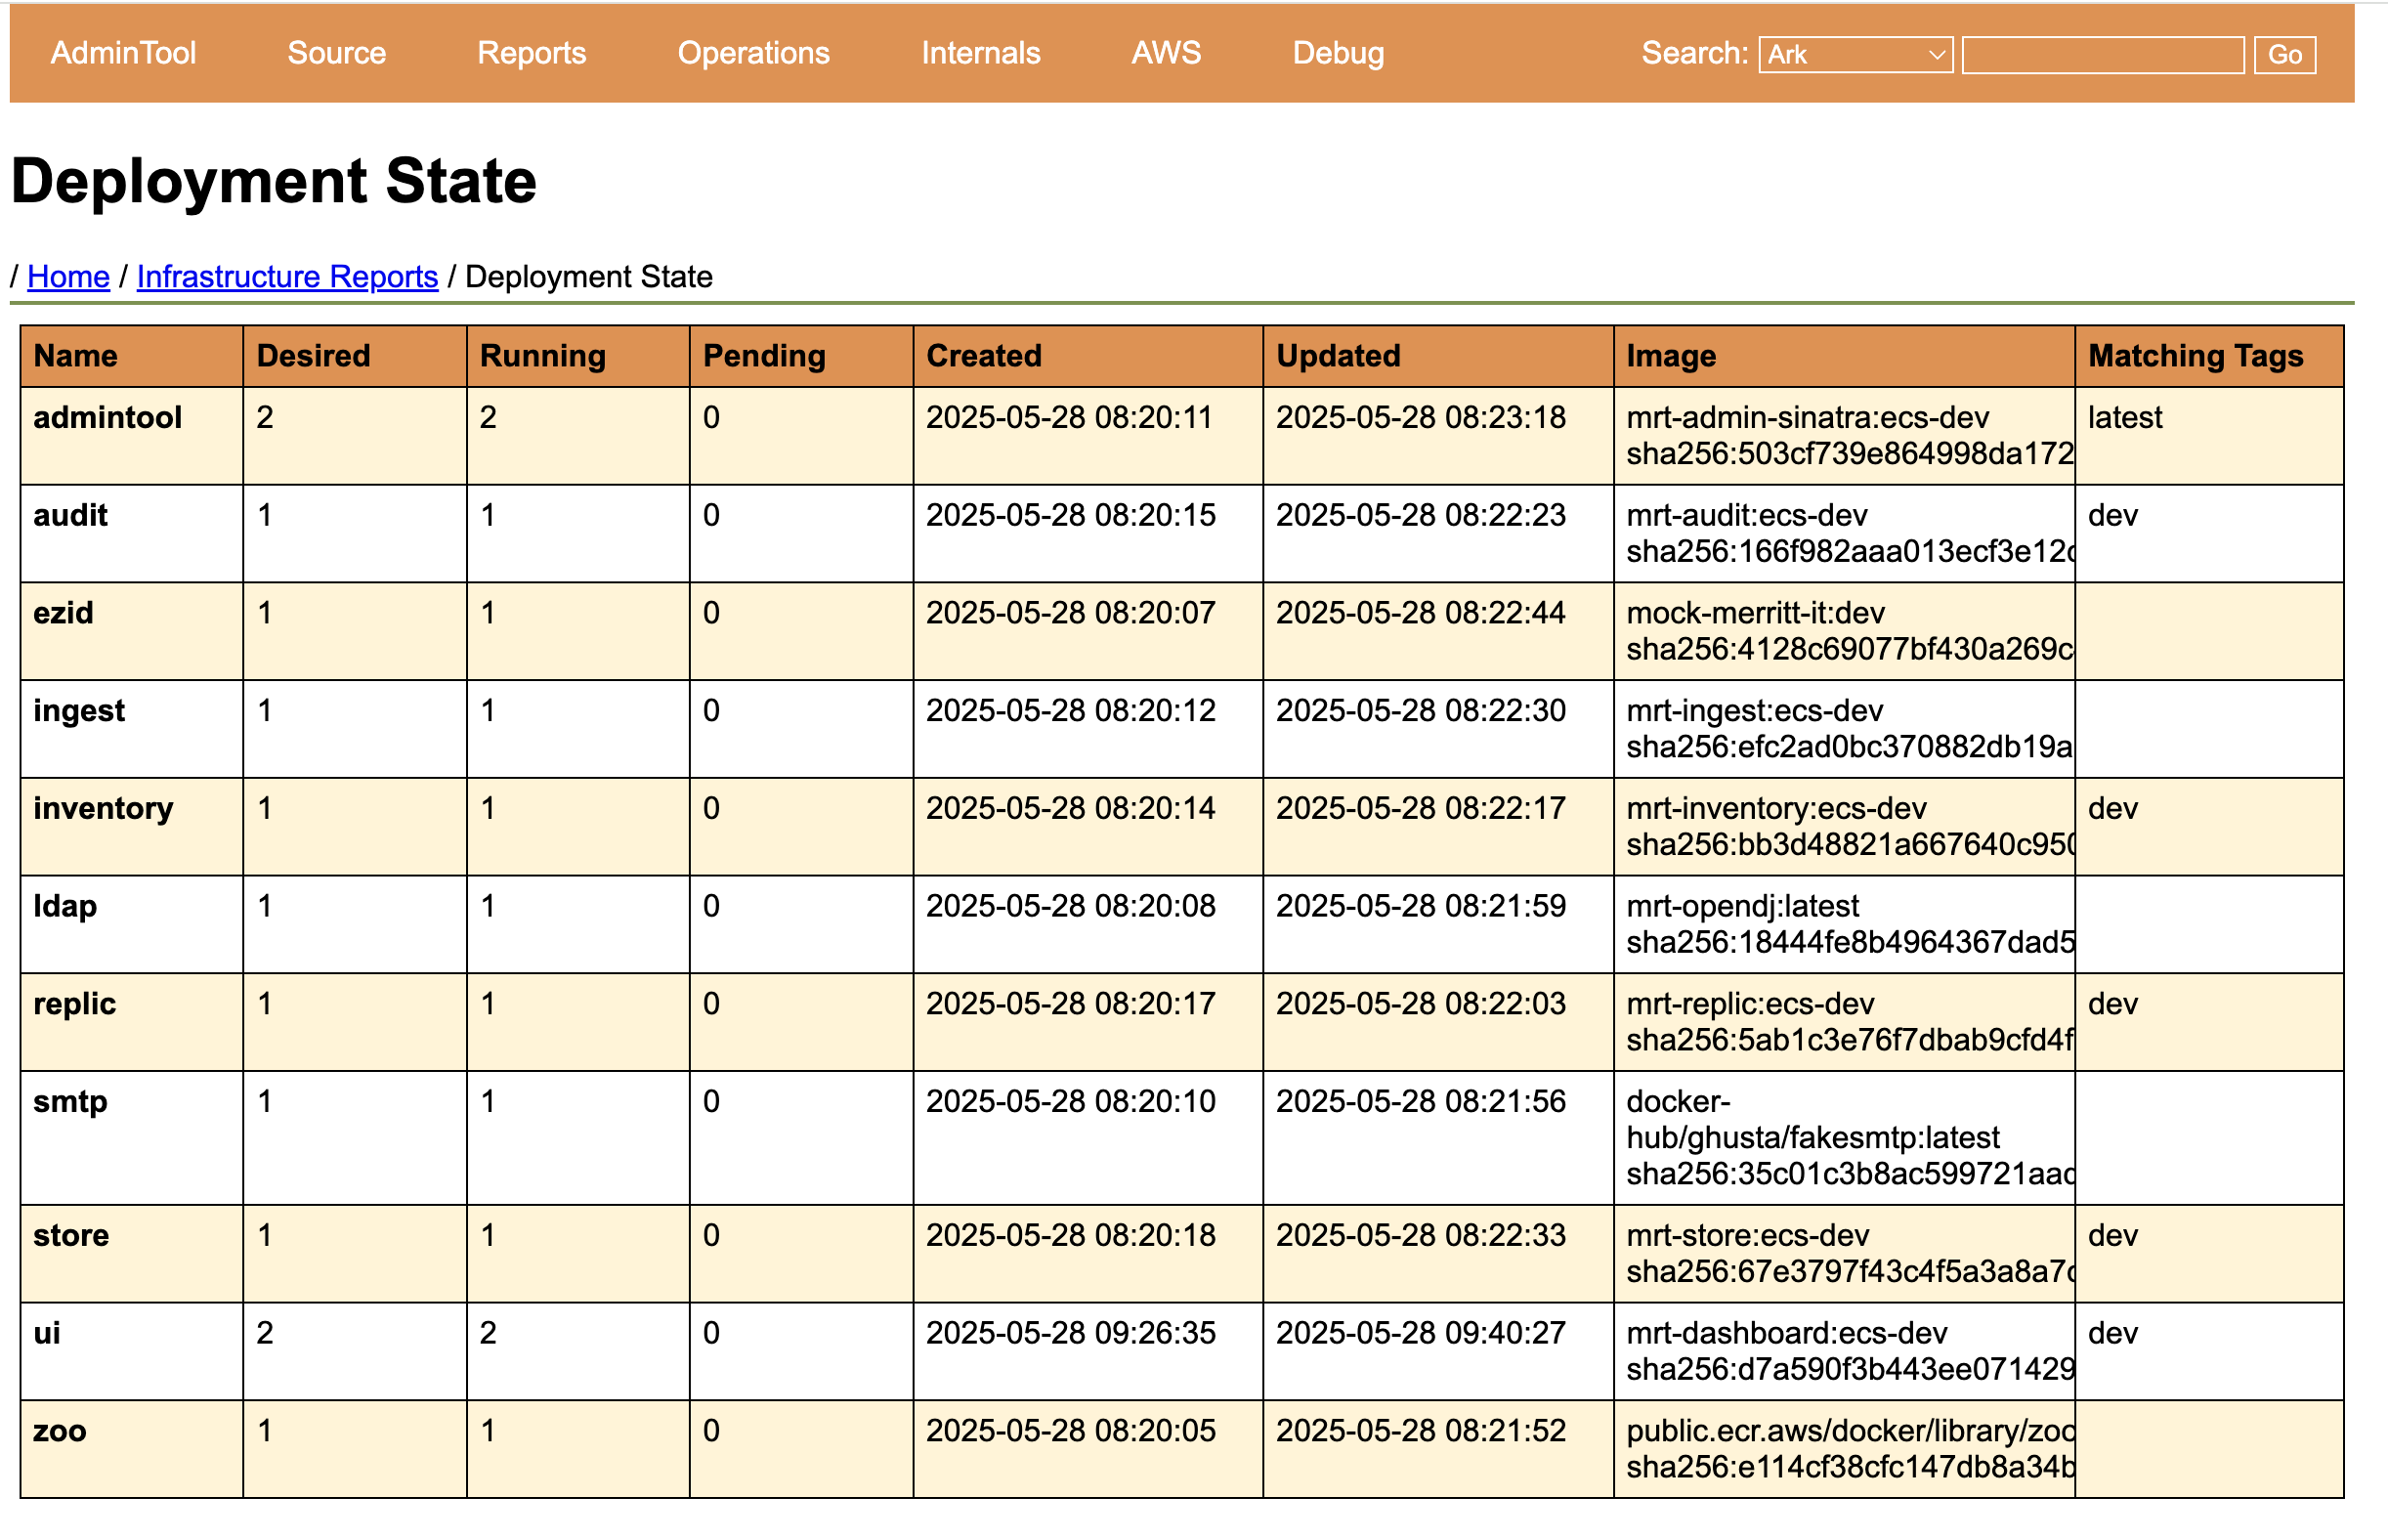 AdminTool Source Reports Operations Internals AWS Debug Search: Ark Go
Deployment State
/ Home / Infrastructure Reports / Deployment State
Name Desired Running Pending Created Updated Image Matching Tags
admintool 2 2 0 2025-05-28 08:20:11 2025-05-28 08:23:18 mrt-admin-sinatra:ecs-dev latest
sha256:503cf739e864998da172
audit 1 1 0 2025-05-28 08:20:15 2025-05-28 08:22:23 mrt-audit:ecs-dev dev
sha256:166f982aaa013ecf3e12c
ezid 1 1 0 2025-05-28 08:20:07 2025-05-28 08:22:44 mock-merritt-it:dev
sha256:4128c69077bf430a269c
ingest 1 1 0 2025-05-28 08:20:12 2025-05-28 08:22:30 mrt-ingest:ecs-dev
sha256:efc2ad0bc370882db19a
inventory 1 1 0 2025-05-28 08:20:14 2025-05-28 08:22:17 mrt-inventory:ecs-dev dev
sha256:bb3d48821a667640c950
ldap 1 1 0 2025-05-28 08:20:08 2025-05-28 08:21:59 mrt-opendj:latest
sha256:18444fe8b4964367dad5
replic 1 1 0 2025-05-28 08:20:17 2025-05-28 08:22:03 mrt-replic:ecs-dev dev
sha256:5ab1c3e76f7dbab9cfd4f
smtp 1 1 0 2025-05-28 08:20:10 2025-05-28 08:21:56 docker-
hub/ghusta/fakesmtp:latest
sha256:35c01c3b8ac599721aac
store 1 1 0 2025-05-28 08:20:18 2025-05-28 08:22:33 mrt-store:ecs-dev dev
sha256:67e3797f43c4f5a3a8a7c
ui 2 2 0 2025-05-28 09:26:35 2025-05-28 09:40:27 mrt-dashboard:ecs-dev dev
sha256:d7a590f3b443ee071429
zoo 1 1 0 2025-05-28 08:20:05 2025-05-28 08:21:52 public.ecr.aws/docker/library/zoo
sha256:e114cf38cfc147db8a34b